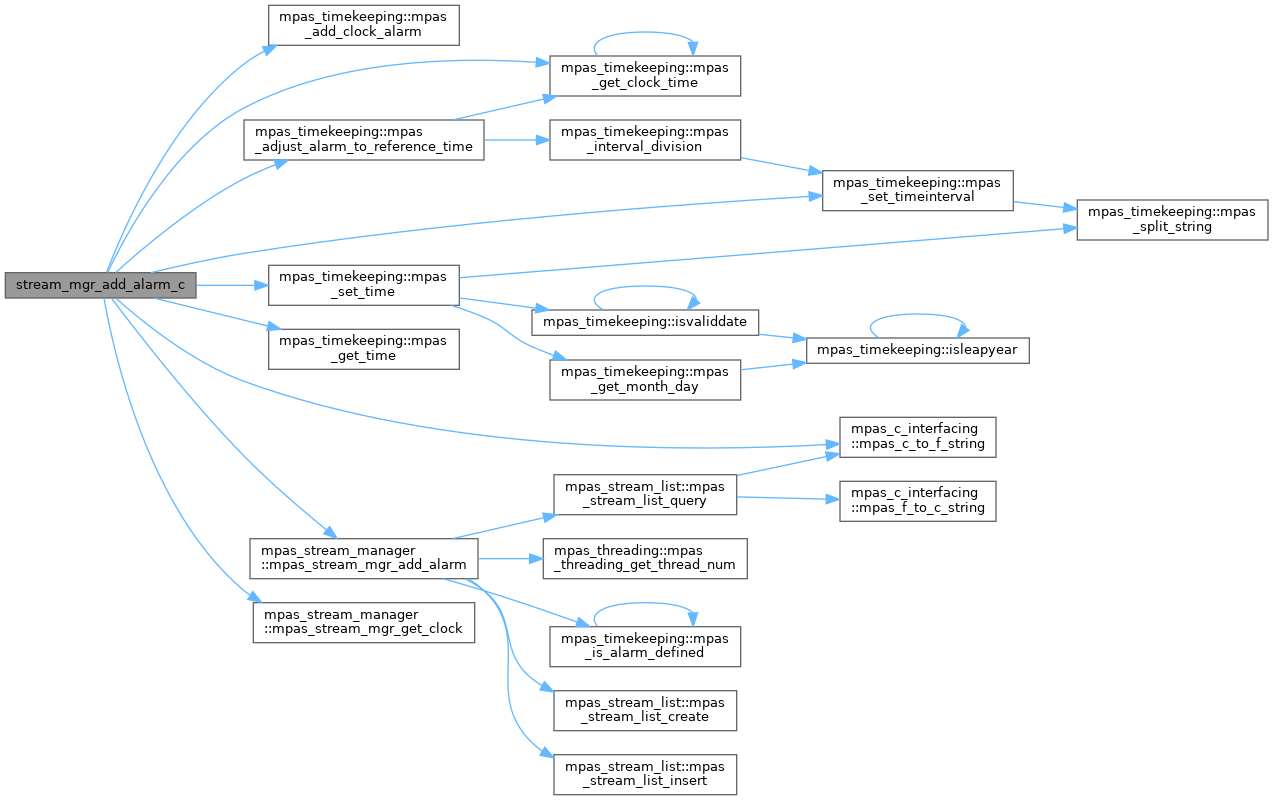 mpas_timekeeping::mpas
_add_clock_alarm
mpas_timekeeping::mpas
_get_clock_time
mpas_timekeeping::mpas
_adjust_alarm_to_reference_time
mpas_timekeeping::mpas
_interval_division
mpas_timekeeping::mpas
_set_timeinterval
mpas_timekeeping::mpas
_split_string
stream_mgr_add_alarm_c
mpas_timekeeping::mpas
_set_time
mpas_timekeeping::isvaliddate
mpas_timekeeping::mpas
_get_time
mpas_timekeeping::isleapyear
mpas_timekeeping::mpas
_get_month_day
mpas_c_interfacing
::mpas_c_to_f_string
mpas_stream_list::mpas
_stream_list_query
mpas_c_interfacing
::mpas_f_to_c_string
mpas_stream_manager
::mpas_stream_mgr_add_alarm
mpas_threading::mpas
_threading_get_thread_num
mpas_stream_manager
::mpas_stream_mgr_get_clock
mpas_timekeeping::mpas
_is_alarm_defined
mpas_stream_list::mpas
_stream_list_create
mpas_stream_list::mpas
_stream_list_insert